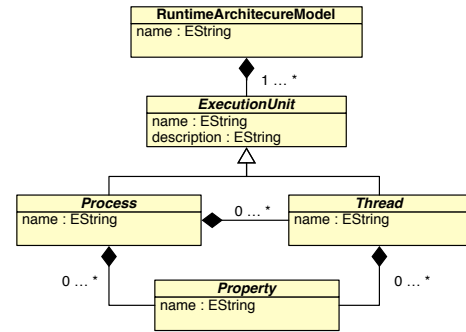 RuntimeArchitecureModel
name : EString
1 ... *
ExecutionUnit
name : EString
description : EString
Process
name : EString
0 ... *
Thread
name : EString
0 ... *
0 ... *
Property
name : EString